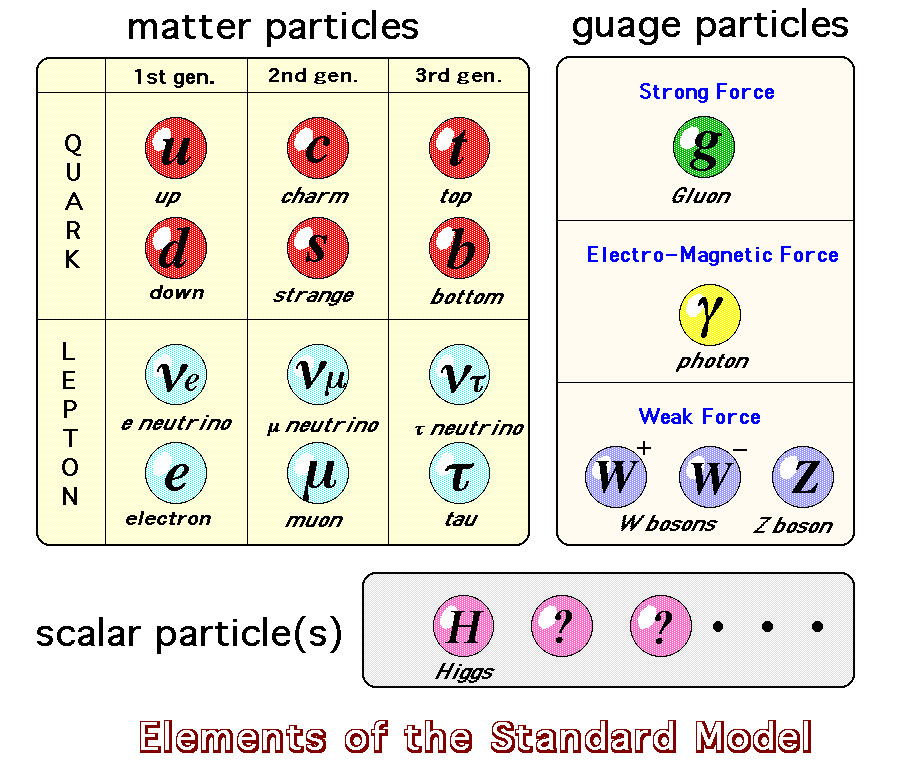 matter particles
1st gen. 2nd gen. 3rd gen.
QUARK
u c t
up charm top
d s b
down strange bottom
LEPTON
νe νμ ντ
e neutrino μ neutrino τ neutrino
e μ τ
electron muon tau
guage particles
Strong Force
g
Gluon
Electro-Magnetic Force
γ
photon
Weak Force
W+ W− Z
W bosons Z boson
scalar particle(s)
H ? ? • • •
Higgs
Elements of the Standard Model